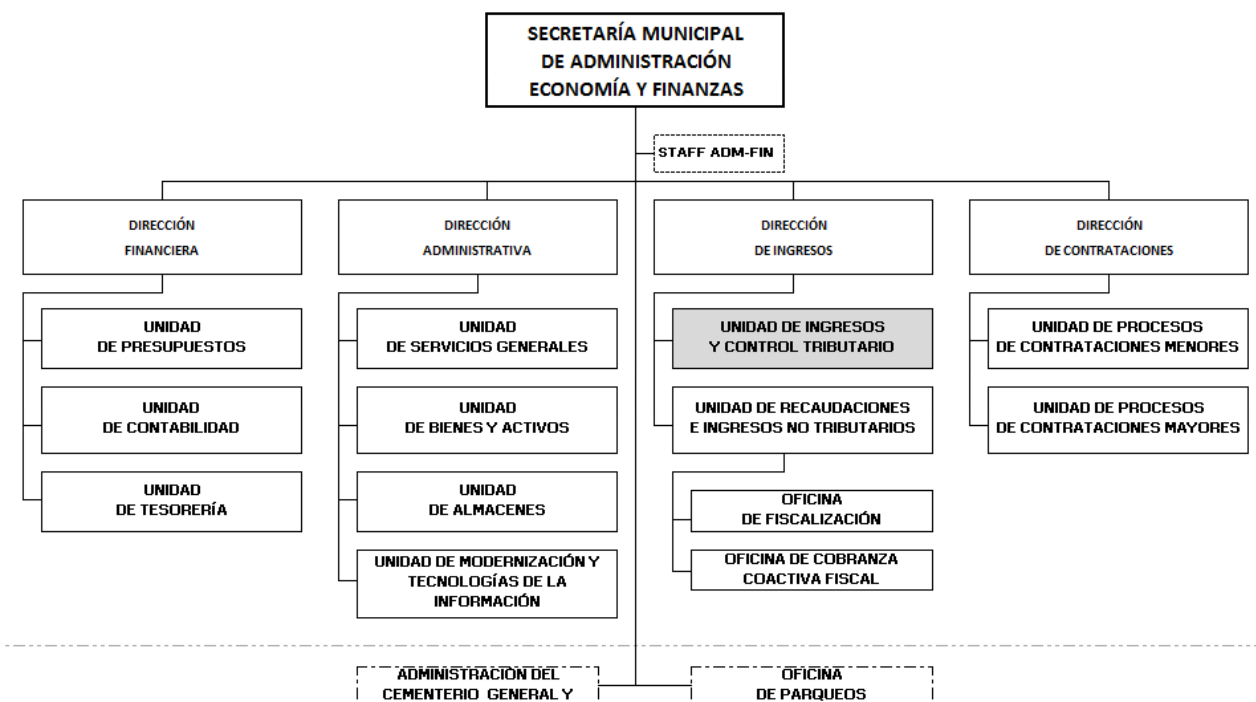 SECRETARÍA MUNICIPAL
DE ADMINISTRACIÓN
ECONOMÍA Y FINANZAS
STAFF ADM-FIN
DIRECCIÓN
FINANCIERA
DIRECCIÓN
ADMINISTRATIVA
DIRECCIÓN
DE INGRESOS
DIRECCIÓN
DE CONTRATACIONES
UNIDAD
DE PRESUPUESTOS
UNIDAD
DE SERVICIOS GENERALES
UNIDAD DE INGRESOS
Y CONTROL TRIBUTARIO
UNIDAD DE PROCESOS
DE CONTRATACIONES MENORES
UNIDAD
DE CONTABILIDAD
UNIDAD
DE BIENES Y ACTIVOS
UNIDAD DE RECAUDACIONES
E INGRESOS NO TRIBUTARIOS
UNIDAD DE PROCESOS
DE CONTRATACIONES MAYORES
UNIDAD
DE TESORERÍA
UNIDAD
DE ALMACENES
OFICINA
DE FISCALIZACIÓN
UNIDAD DE MODERNIZACIÓN Y
TECNOLOGÍAS DE LA
INFORMACIÓN
OFICINA DE COBRANZA
COACTIVA FISCAL
ADMINISTRACIÓN DEL
CEMENTERIO GENERAL Y
OFICINA
DE PARQUEOS